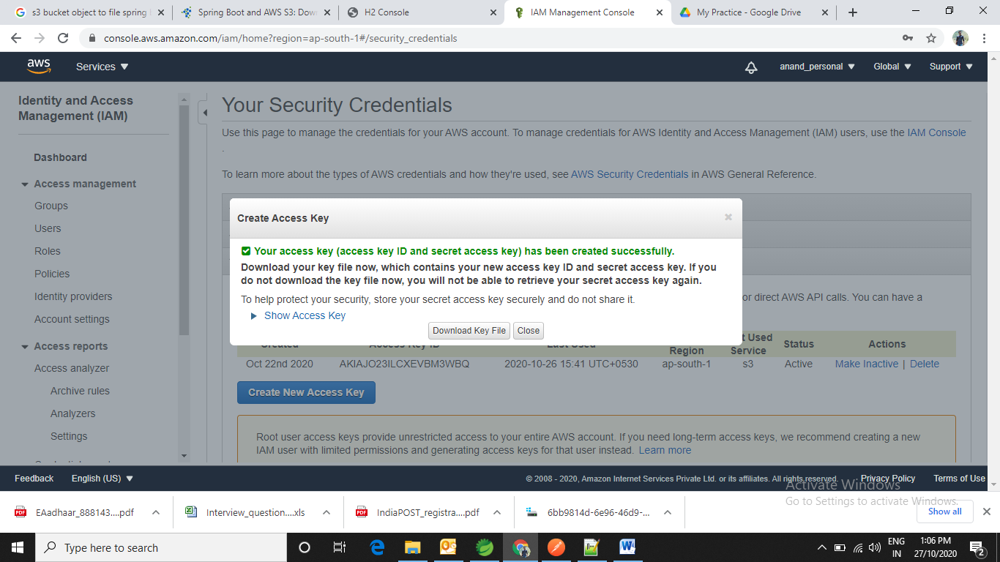 s3 bucket object to file spring
Spring Boot and AWS S3: Dow
H2 Console
IAM Management Console
My Practice - Google Drive
console.aws.amazon.com/iam/home?region=ap-south-1#/security_credentials
aws
Services
anand_personal
Global
Support
Identity and Access
Management (IAM)
Dashboard
Access management
Groups
Users
Roles
Policies
Identity providers
Account settings
Access reports
Access analyzer
Archive rules
Analyzers
Settings
Your Security Credentials
Use this page to manage the credentials for your AWS account. To manage credentials for AWS Identity and Access Management (IAM) users, use the IAM Console
.
To learn more about the types of AWS credentials and how they're used, see AWS Security Credentials in AWS General Reference.
Create Access Key
Your access key (access key ID and secret access key) has been created successfully.
Download your key file now, which contains your new access key ID and secret access key. If you
do not download the key file now, you will not be able to retrieve your secret access key again.
To help protect your security, store your secret access key securely and do not share it.
Show Access Key
Download Key File
Close
or direct AWS API calls. You can have a
Created Access Key ID Last Used Region t Used Service Status Actions
Oct 22nd 2020 AKIAJO23ILCXEVBM3WBQ 2020-10-26 15:41 UTC+0530 ap-south-1 s3 Active Make Inactive | Delete
Create New Access Key
Root user access keys provide unrestricted access to your entire AWS account. If you need long-term access keys, we recommend creating a new
IAM user with limited permissions and generating access keys for that user instead. Learn more
Feedback
English (US)
© 2008 - 2020, Amazon Internet Services Private Ltd. or its affiliates. All rights reserved.
Privacy Policy
Terms of Use
Activate Windows
Go to Settings to activate Windows.
EAadhaar_888143....pdf
Interview_question....xls
IndiaPOST_registra....pdf
6bb9814d-6e96-46d9-...
Show all
Type here to search
ENG
IN
1:06 PM
27/10/2020
2